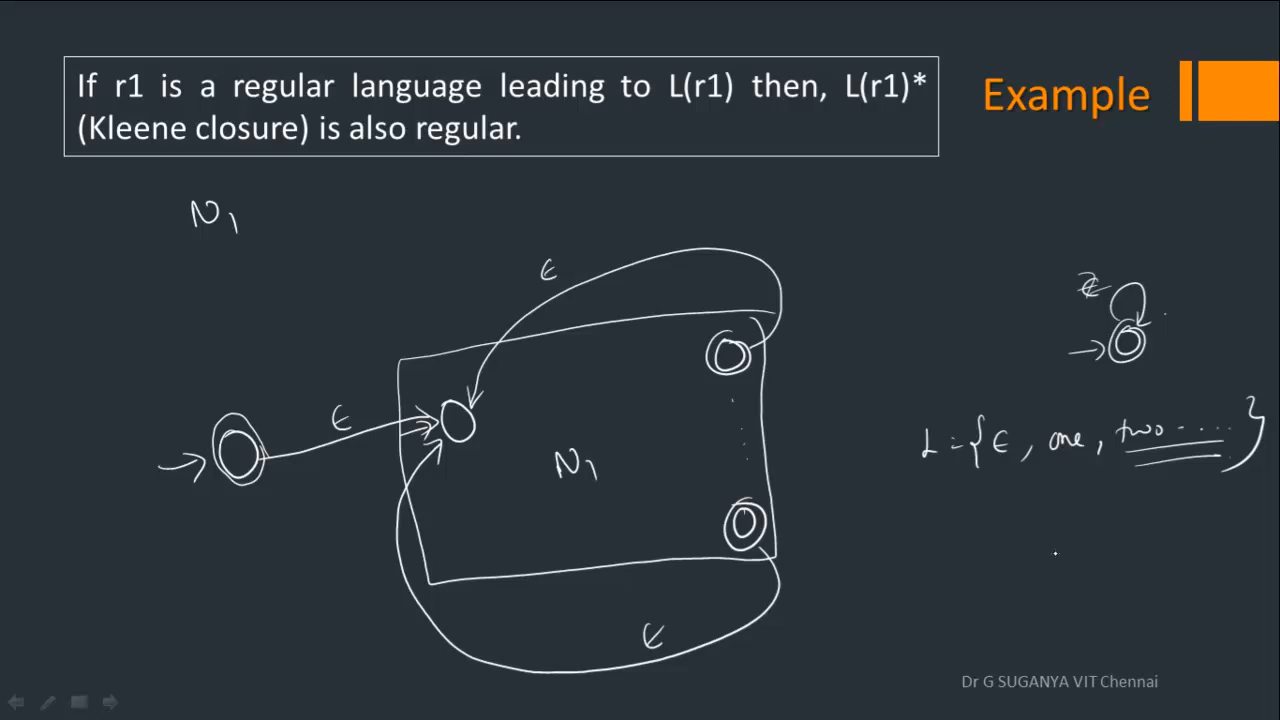 If r1 is a regular language leading to L(r1) then, L(r1)*
(Kleene closure) is also regular.
Example
N1
ϵ
ϵ
N1
ϵ
L = {ϵ, one, two ..... }
Dr G SUGANYA VIT Chennai